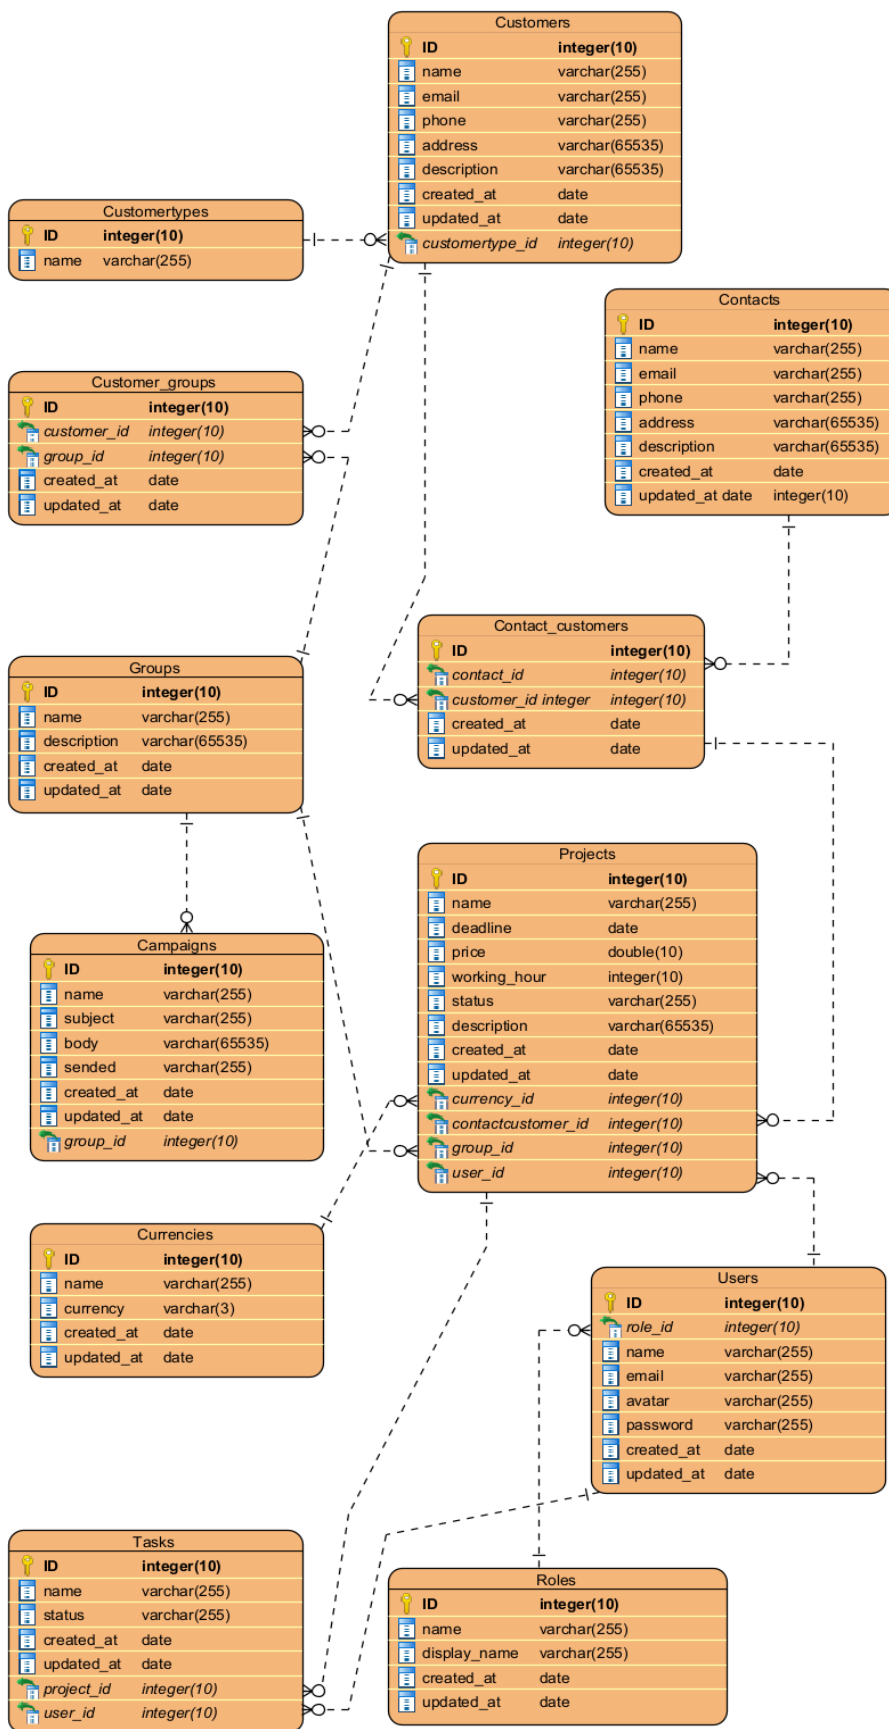 Customers
ID integer(10)
name varchar(255)
email varchar(255)
phone varchar(255)
address varchar(65535)
description varchar(65535)
created_at date
updated_at date
customertype_id integer(10)
Customertypes
ID integer(10)
name varchar(255)
Contacts
ID integer(10)
name varchar(255)
email varchar(255)
phone varchar(255)
address varchar(65535)
description varchar(65535)
created_at date
updated_at date integer(10)
Customer_groups
ID integer(10)
customer_id integer(10)
group_id integer(10)
created_at date
updated_at date
Contact_customers
ID integer(10)
contact_id integer(10)
customer_id integer integer(10)
created_at date
updated_at date
Groups
ID integer(10)
name varchar(255)
description varchar(65535)
created_at date
updated_at date
Projects
ID integer(10)
name varchar(255)
deadline date
price double(10)
working_hour integer(10)
status varchar(255)
description varchar(65535)
created_at date
updated_at date
currency_id integer(10)
contactcustomer_id integer(10)
group_id integer(10)
user_id integer(10)
Campaigns
ID integer(10)
name varchar(255)
subject varchar(255)
body varchar(65535)
sended varchar(255)
created_at date
updated_at date
group_id integer(10)
Currencies
ID integer(10)
name varchar(255)
currency varchar(3)
created_at date
updated_at date
Users
ID integer(10)
role_id integer(10)
name varchar(255)
email varchar(255)
avatar varchar(255)
password varchar(255)
created_at date
updated_at date
Tasks
ID integer(10)
name varchar(255)
status varchar(255)
created_at date
updated_at date
project_id integer(10)
user_id integer(10)
Roles
ID integer(10)
name varchar(255)
display_name varchar(255)
created_at date
updated_at date